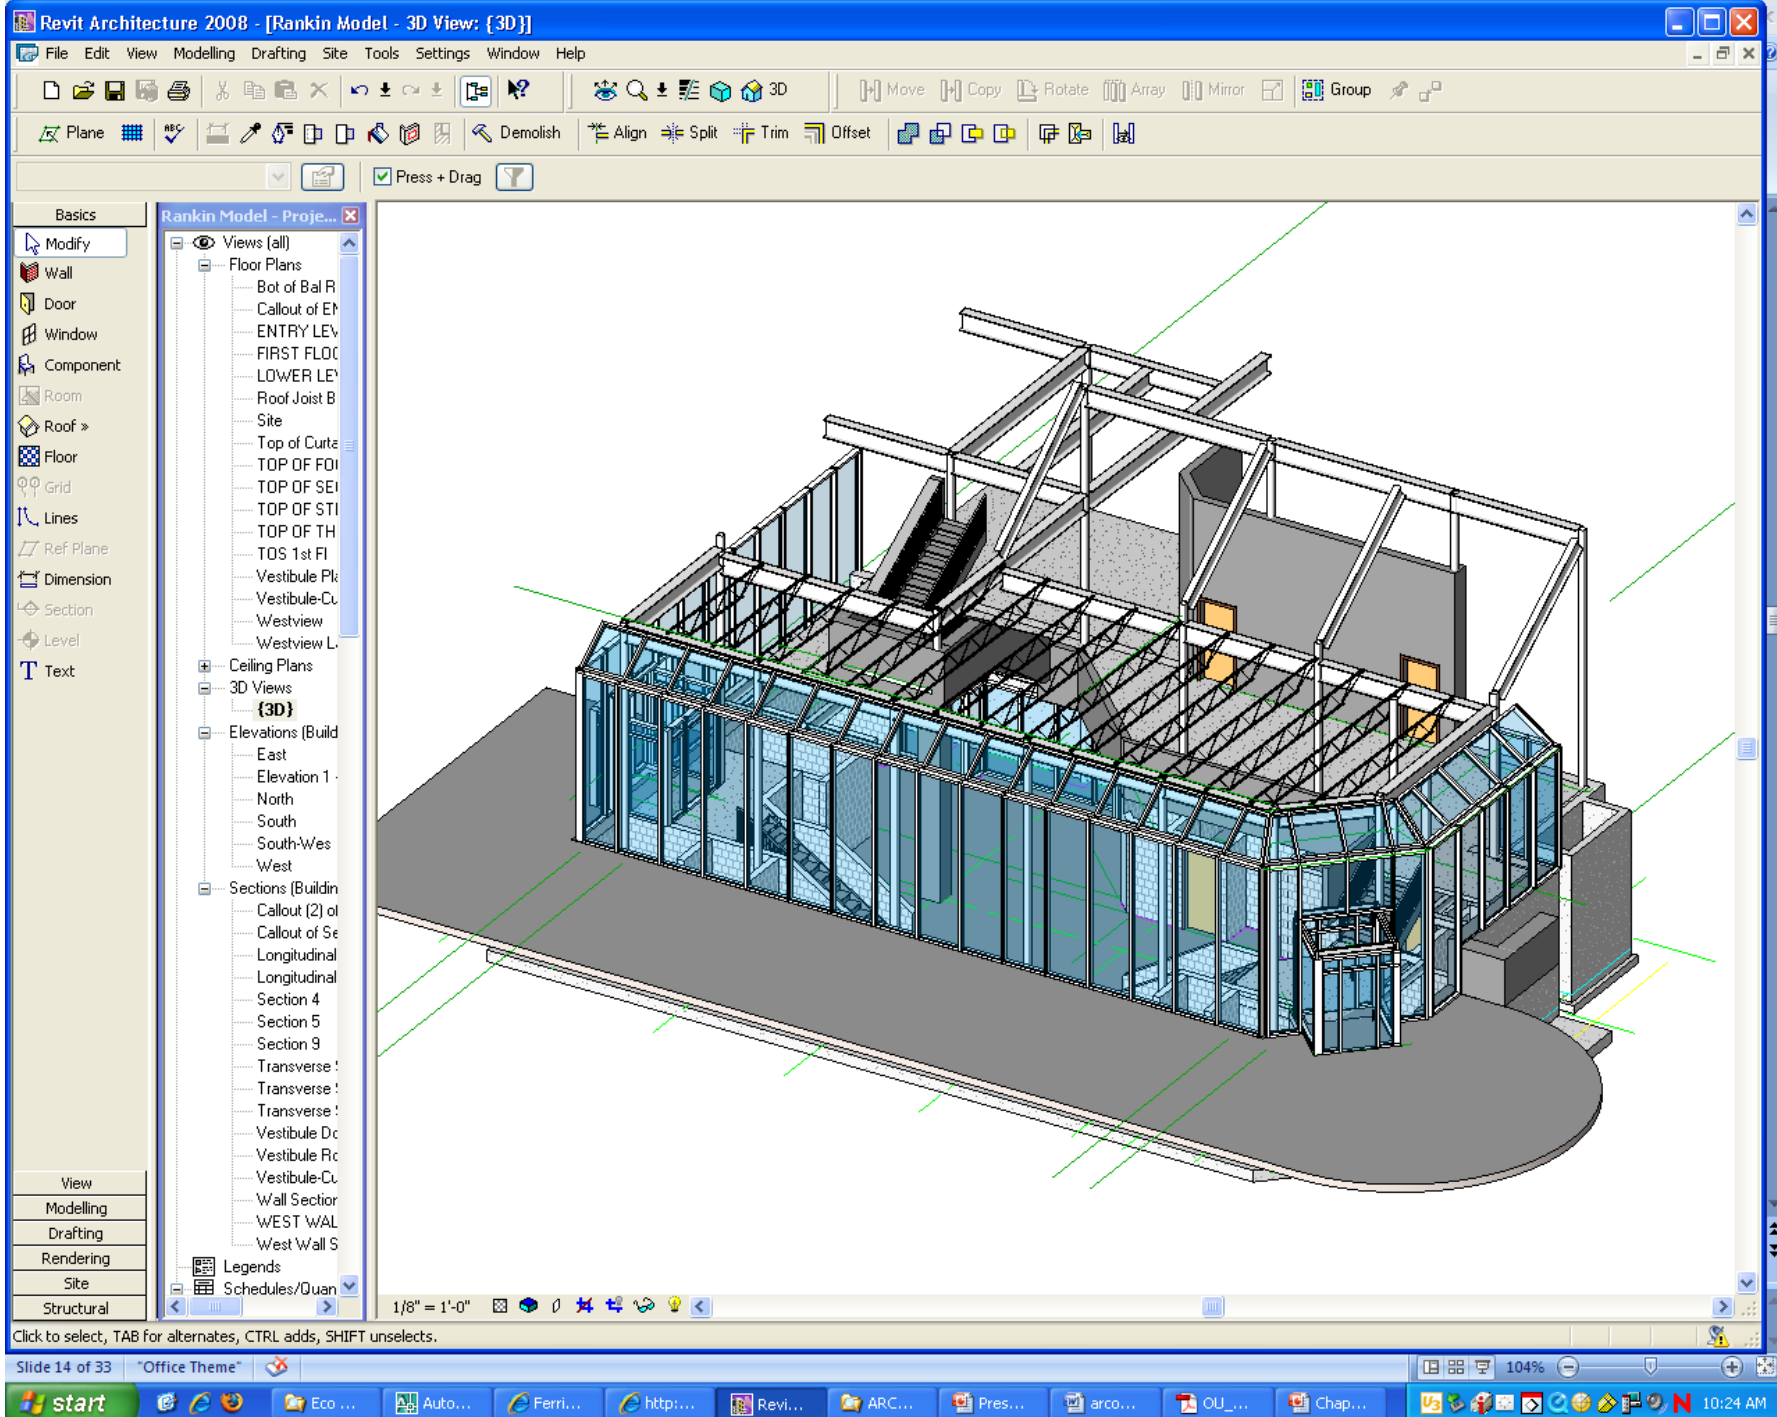 Revit Architecture 2008 - [Rankin Model - 3D View: {3D}]
File Edit View Modelling Drafting Site Tools Settings Window Help
3D Move Copy Rotate Array Mirror Group
Plane Demolish Align Split Trim Offset
Press + Drag
Basics
Modify
Wall
Door
Window
Component
Room
Roof »
Floor
Grid
Lines
Ref Plane
Dimension
Section
Level
Text
View
Modelling
Drafting
Rendering
Site
Structural
Rankin Model - Proje...
Views (all)
Floor Plans
Bot of Bal R
Callout of EN
ENTRY LEV
FIRST FLOO
LOWER LE
Roof Joist B
Site
Top of Curta
TOP OF FO
TOP OF SE
TOP OF ST
TOP OF TH
TOS 1st Fl
Vestibule Pla
Vestibule-Cu
Westview
Westview L
Ceiling Plans
3D Views
{3D}
Elevations (Build
East
Elevation 1 -
North
South
South-Wes
West
Sections (Buildin
Callout (2) of
Callout of Se
Longitudinal
Longitudinal
Section 4
Section 5
Section 9
Transverse S
Transverse S
Transverse S
Vestibule Do
Vestibule Ro
Vestibule-Cu
Wall Section
WEST WAL
West Wall S
Legends
Schedules/Quan
1/8" = 1'-0"
Click to select, TAB for alternates, CTRL adds, SHIFT unselects.
Slide 14 of 33 "Office Theme" 104%
start Eco ... Auto... Ferri... http:... Revi... ARC... Pres... arco... OU_... Chap... 10:24 AM